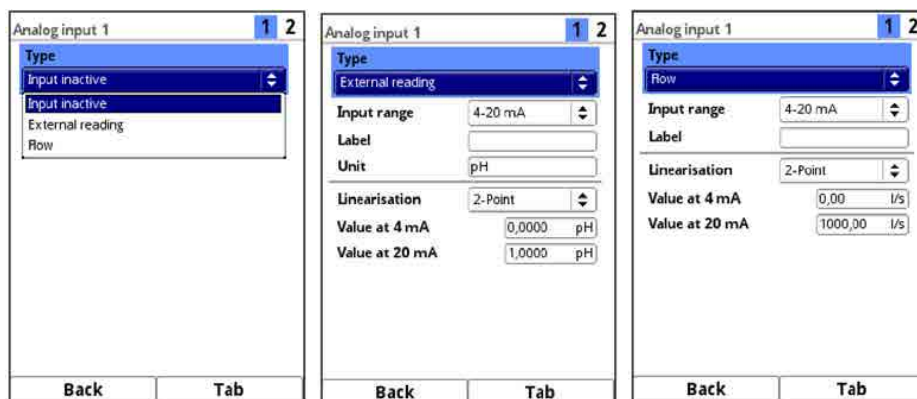 Analog input 1 1 2
Type
Input inactive
Input inactive
External reading
Flow
Back Tab
Analog input 1 1 2
Type
External reading
Input range 4-20 mA
Label
Unit pH
Linearisation 2-Point
Value at 4 mA 0,0000 pH
Value at 20 mA 1,0000 pH
Back Tab
Analog input 1 1 2
Type
Flow
Input range 4-20 mA
Label
Linearisation 2-Point
Value at 4 mA 0,00 l/s
Value at 20 mA 1000,00 l/s
Back Tab